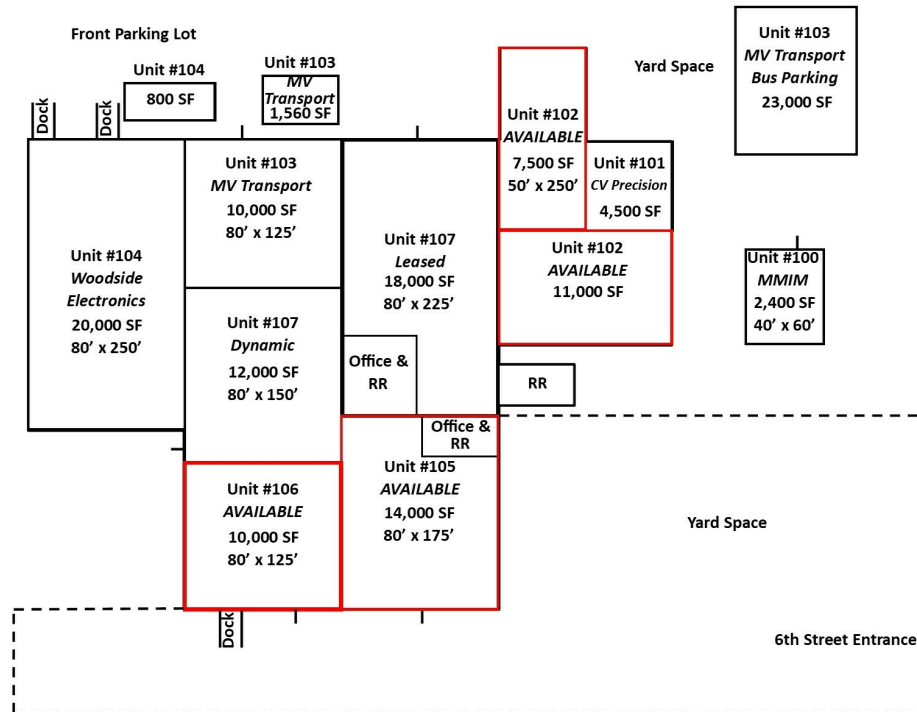 Front Parking Lot
Unit #104
800 SF
Dock
Dock
Unit #103
MV
Transport
1,560 SF
Yard Space
Unit #103
MV Transport
Bus Parking
23,000 SF
Unit #102
AVAILABLE
7,500 SF
50’ x 250’
Unit #101
CV Precision
4,500 SF
Unit #103
MV Transport
10,000 SF
80’ x 125’
Unit #104
Woodside
Electronics
20,000 SF
80’ x 250’
Unit #107
Leased
18,000 SF
80’ x 225’
Unit #102
AVAILABLE
11,000 SF
Unit #100
MMIM
2,400 SF
40’ x 60’
Unit #107
Dynamic
12,000 SF
80’ x 150’
Office &
RR
RR
Office &
RR
Unit #105
AVAILABLE
14,000 SF
80’ x 175’
Unit #106
AVAILABLE
10,000 SF
80’ x 125’
Yard Space
Dock
6th Street Entrance